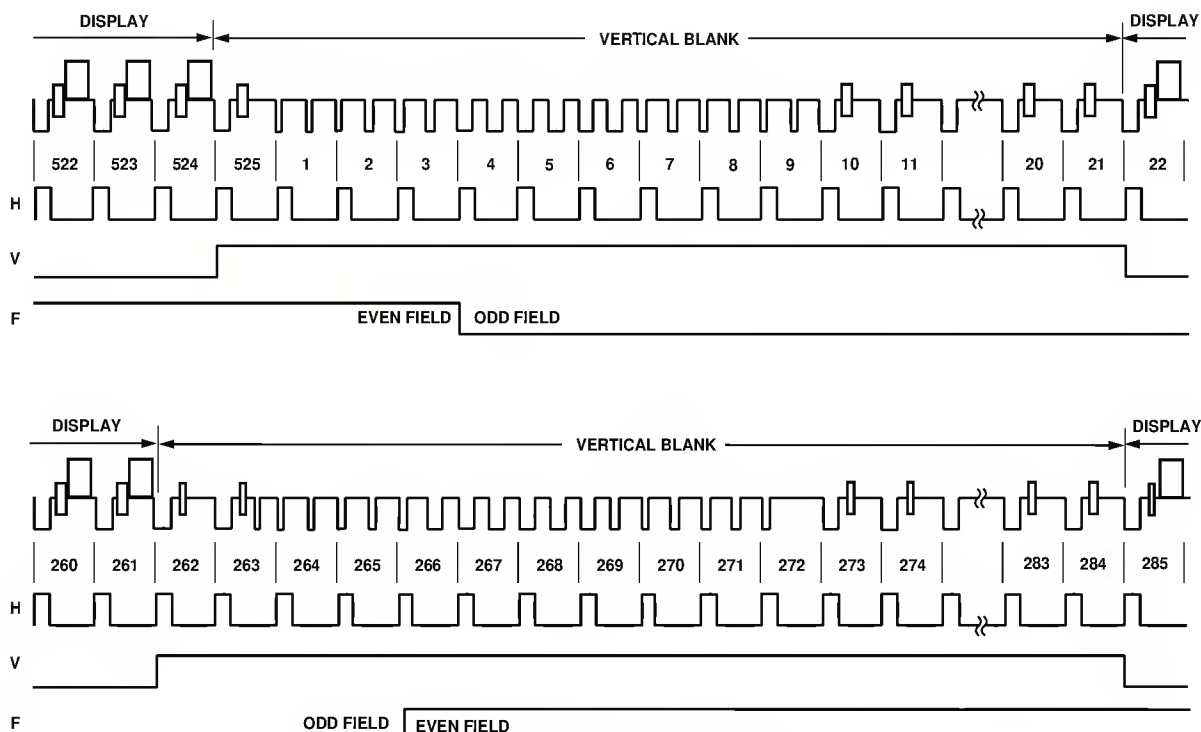 DISPLAY VERTICAL BLANK DISPLAY
522 523 524 525 1 2 3 4 5 6 7 8 9 10 11 20 21 22
H
V
F EVEN FIELD ODD FIELD
DISPLAY VERTICAL BLANK DISPLAY
260 261 262 263 264 265 266 267 268 269 270 271 272 273 274 283 284 285
H
V
F ODD FIELD EVEN FIELD